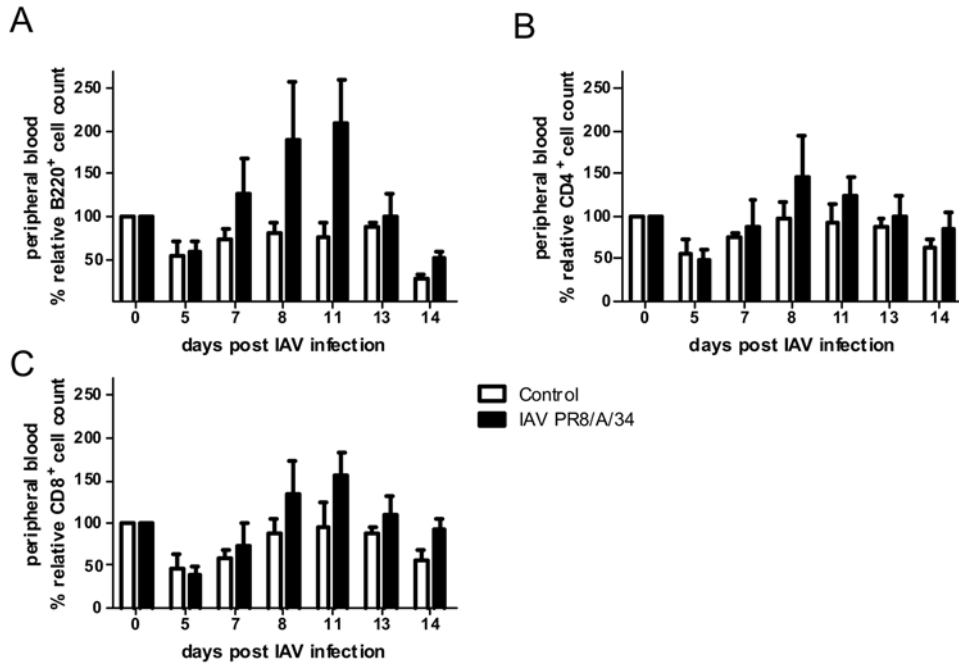 A
peripheral blood
% relative B220⁺ cell count
250
200
150
100
50
0 5 7 8 11 13 14
days post IAV infection
B
peripheral blood
% relative CD4⁺ cell count
250
200
150
100
50
0
0 5 7 8 11 13 14
days post IAV infection
C
peripheral blood
% relative CD8⁺ cell count
250
200
150
100
50
0
0 5 7 8 11 13 14
days post IAV infection
Control
IAV PR8/A/34